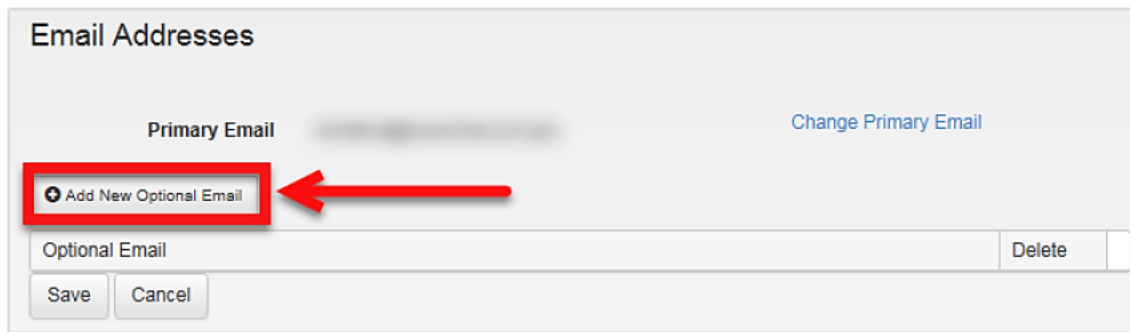 Email Addresses
Primary Email
Change Primary Email
Add New Optional Email
Optional Email Delete
Save Cancel